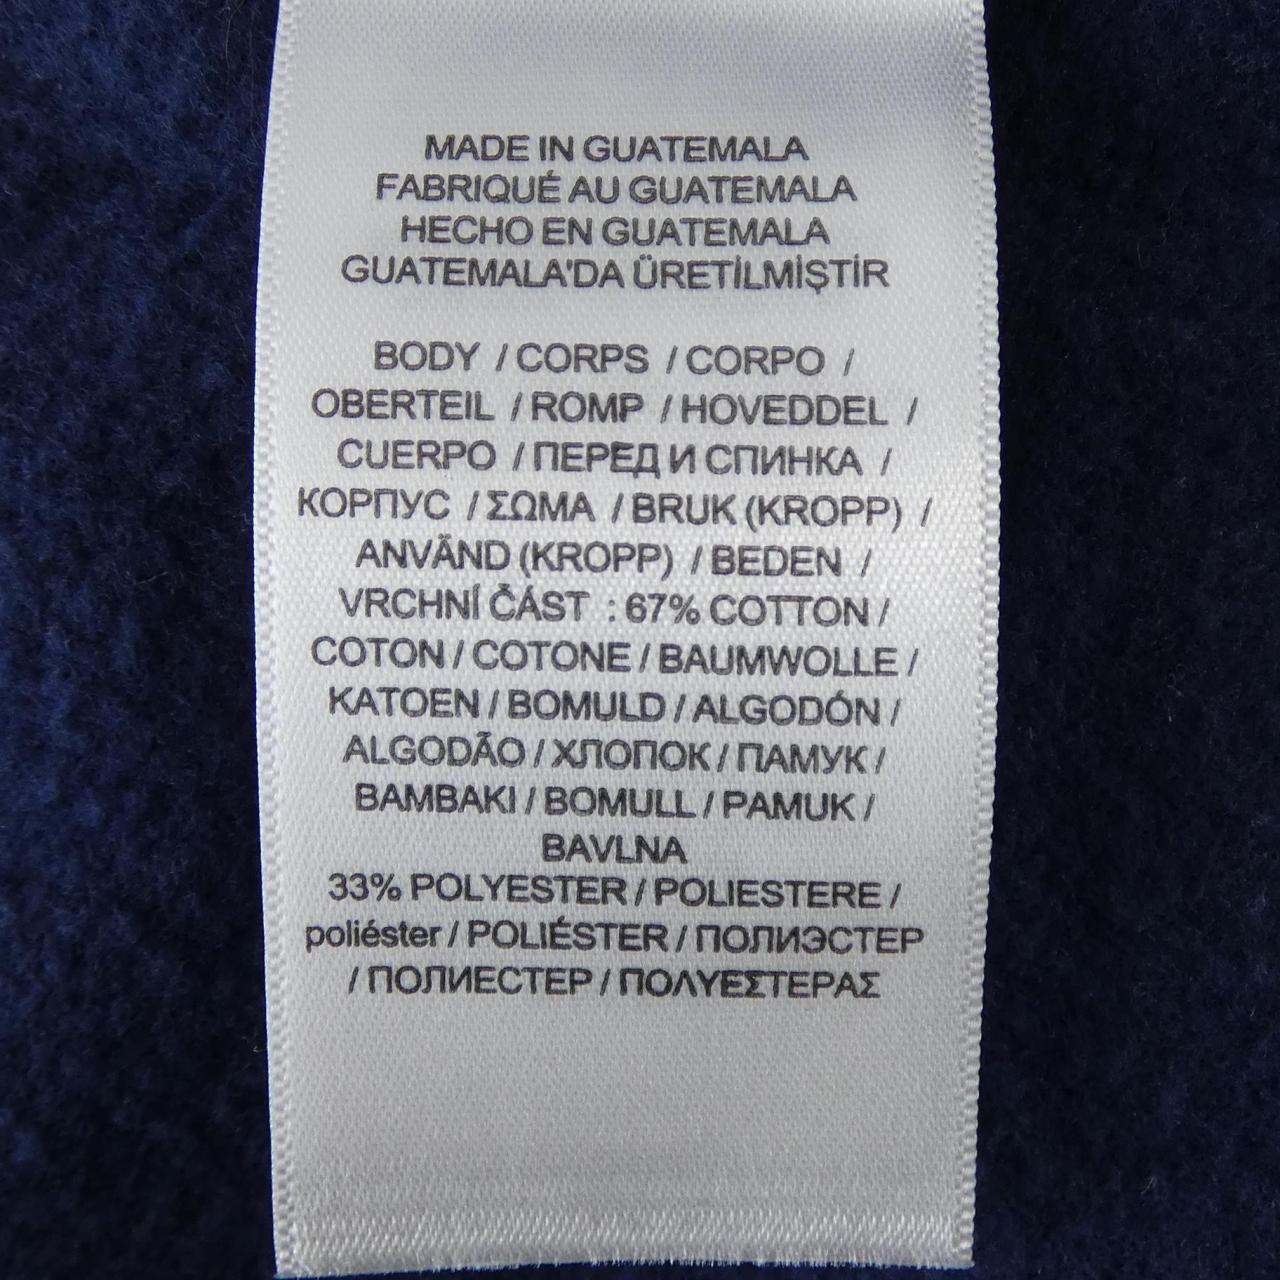 MADE IN GUATEMALA
FABRIQUÉ AU GUATEMALA
HECHO EN GUATEMALA
GUATEMALA'DA ÜRETİLMİŞTİR
BODY / CORPS / CORPO /
OBERTEIL / ROMP / HOVEDDEL /
CUERPO / ПЕРЕД И СПИНКА /
КОРПУС / ΣΩΜΑ / BRUK (KROPP) /
ANVÄND (KROPP) / BEDEN /
VRCHNÍ ČÁST : 67% COTTON /
COTON / COTONE / BAUMWOLLE /
KATOEN / BOMULD / ALGODÓN /
ALGODÃO / ХЛОПОК / ПАМУК /
ΒΑΜΒΑΚΙ / BOMULL / PAMUK /
BAVLNA
33% POLYESTER / POLIESTERE /
poliéster / POLIÉSTER / ПОЛИЭСТЕР
/ ПОЛИЕСТЕР / ΠΟΛΥΕΣΤΕΡΑΣ